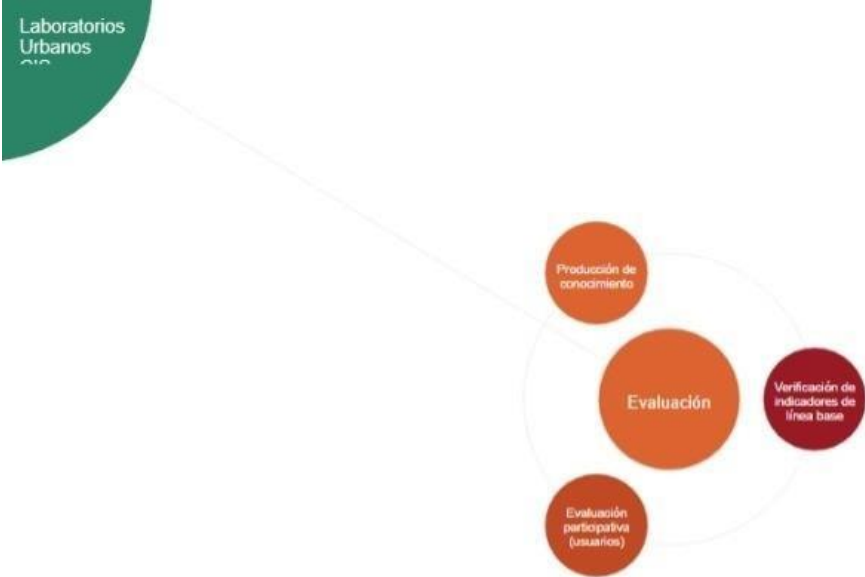 Laboratorios
Urbanos
Producción de
conocimiento
Evaluación
Verificación de
indicadores de
línea base
Evaluación
participativa
(usuarios)